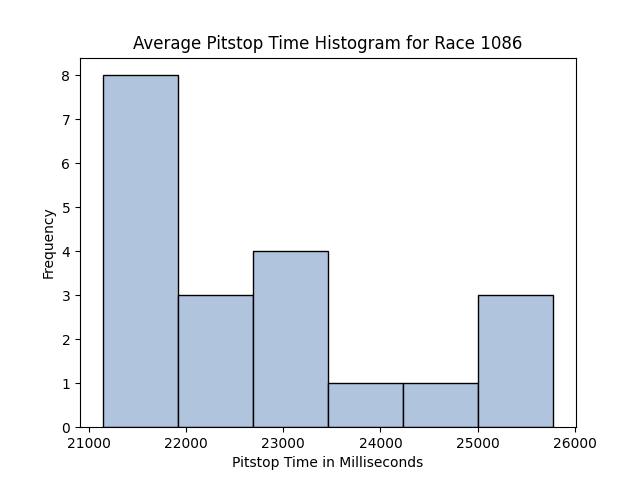 Average Pitstop Time Histogram for Race 1086
8
7
6
5
4
3
2
1
0
Frequency
21000 22000 23000 24000 25000 26000
Pitstop Time in Milliseconds